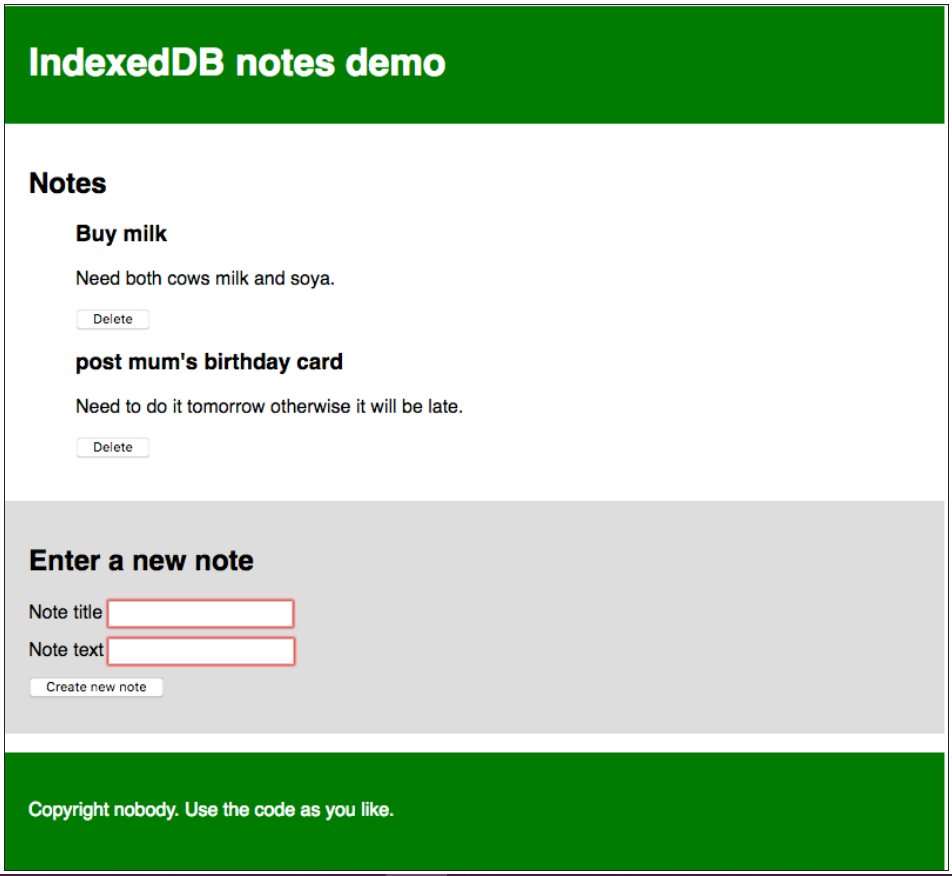 IndexedDB notes demo
Notes
Buy milk
Need both cows milk and soya.
Delete
post mum's birthday card
Need to do it tomorrow otherwise it will be late.
Delete
Enter a new note
Note title
Note text
Create new note
Copyright nobody. Use the code as you like.